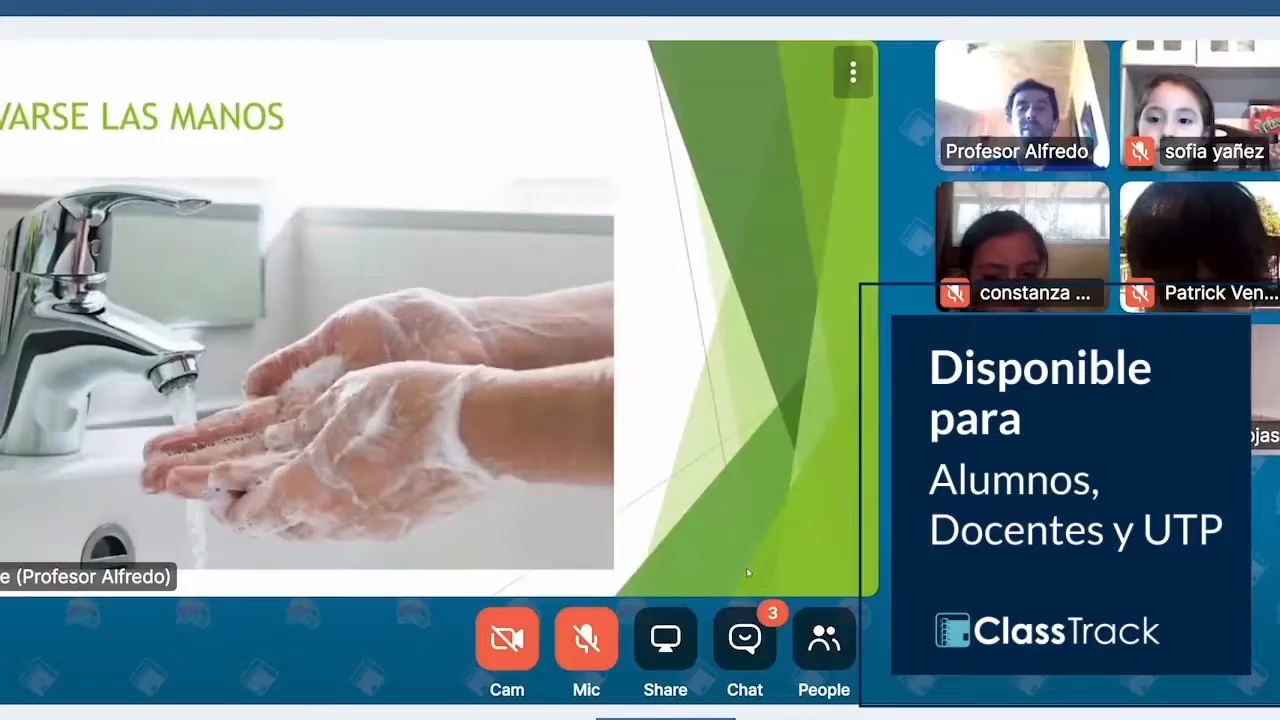 VARSE LAS MANOS
Profesor Alfredo
sofia yañez
constanza ...
Patrick Ven...
ojas
e (Profesor Alfredo)
Disponible
para
Alumnos,
Docentes y UTP
ClassTrack
3
Cam
Mic
Share
Chat
People